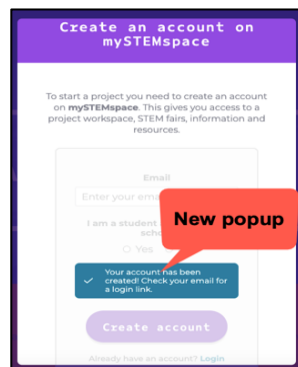 Create an account on
mySTEMspace
To start a project you need to create an account
on mySTEMspace. This gives you access to a
project workspace, STEM fairs, information and
resources.
Email
Enter your
I am a student
Yes
New popup
Your account has been
created! Check your email for
a login link.
Create account
Already have an account? Login